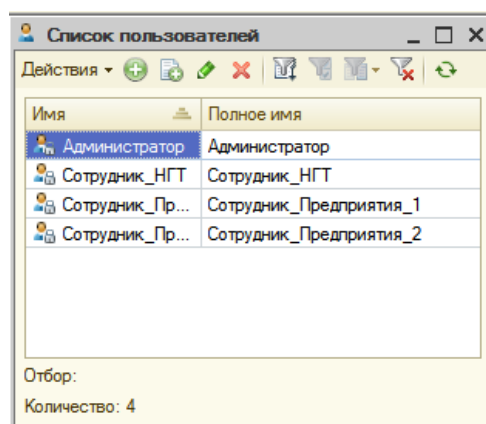 Список пользователей
Действия
Имя Полное имя
Администратор Администратор
Сотрудник_НГТ Сотрудник_НГТ
Сотрудник_Пр... Сотрудник_Предприятия_1
Сотрудник_Пр... Сотрудник_Предприятия_2
Отбор:
Количество: 4